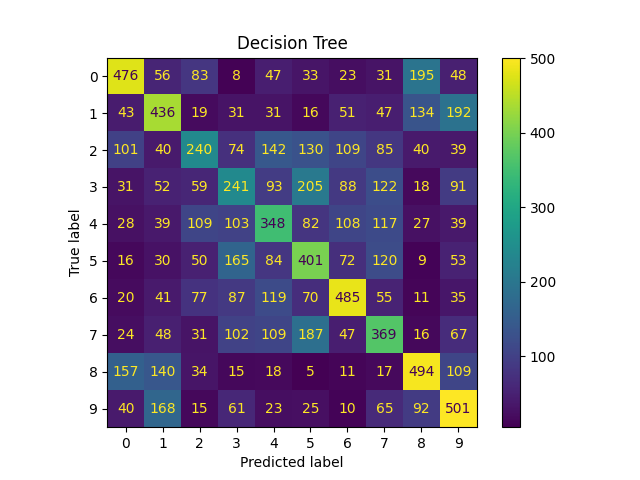 Decision Tree
0 476 56 83 8 47 33 23 31 195 48
1 43 436 19 31 31 16 51 47 134 192
2 101 40 240 74 142 130 109 85 40 39
3 31 52 59 241 93 205 88 122 18 91
4 28 39 109 103 348 82 108 117 27 39
5 16 30 50 165 84 401 72 120 9 53
6 20 41 77 87 119 70 485 55 11 35
7 24 48 31 102 109 187 47 369 16 67
8 157 140 34 15 18 5 11 17 494 109
9 40 168 15 61 23 25 10 65 92 501
0 1 2 3 4 5 6 7 8 9
Predicted label
True label
500
400
300
200
100